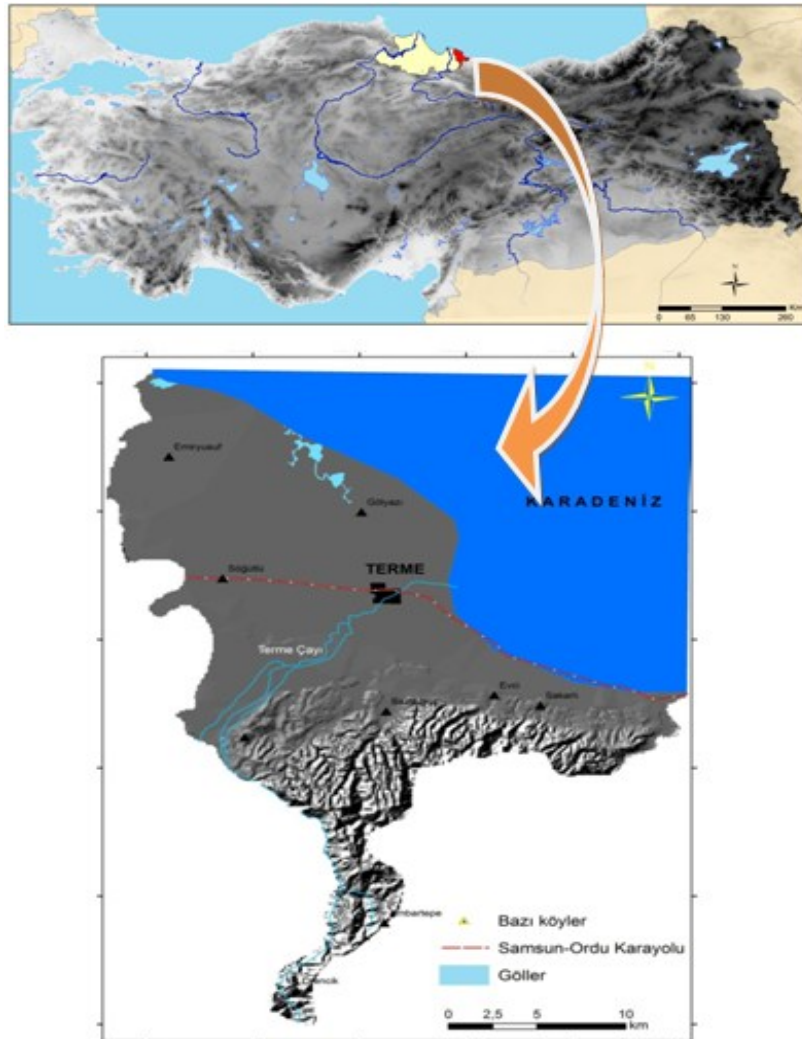 N
Km
0 65 130 260
N
Emiryusuf
Gölyazı
KARADENİZ
Söğütlü
TERME
Terme Çayı
Evci
Sakarlı
Bazı köyler
Samsun-Ordu Karayolu
Göller
0 2,5 5 10
km